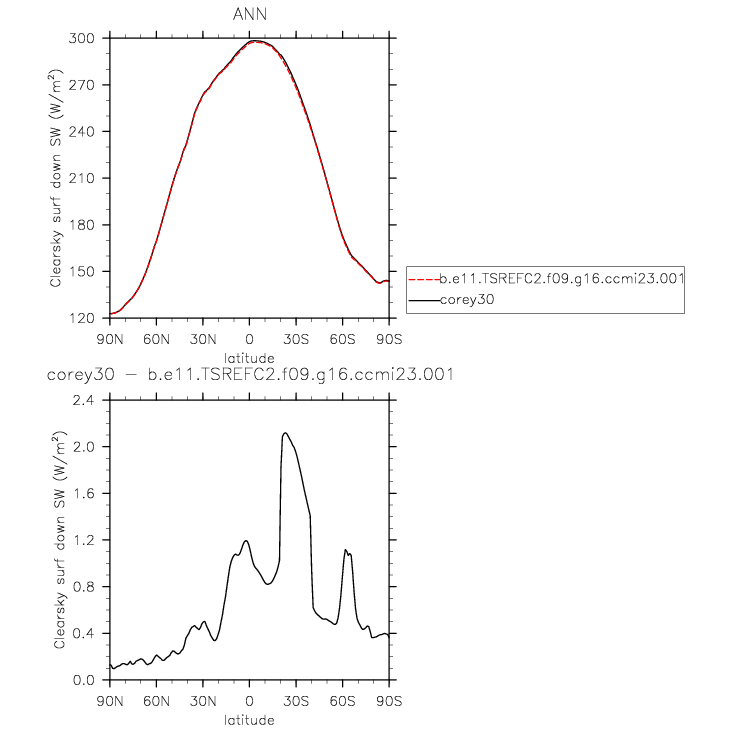 ANN
300
270
240
210
180
150
120
Clearsky surf down SW (W/m²)
90N 60N 30N 0 30S 60S 90S
latitude
b.e11.TSREFC2.f09.g16.ccmi23.001
corey30
corey30 − b.e11.TSREFC2.f09.g16.ccmi23.001
2.4
2.0
1.6
1.2
0.8
0.4
0.0
Clearsky surf down SW (W/m²)
90N 60N 30N 0 30S 60S 90S
latitude